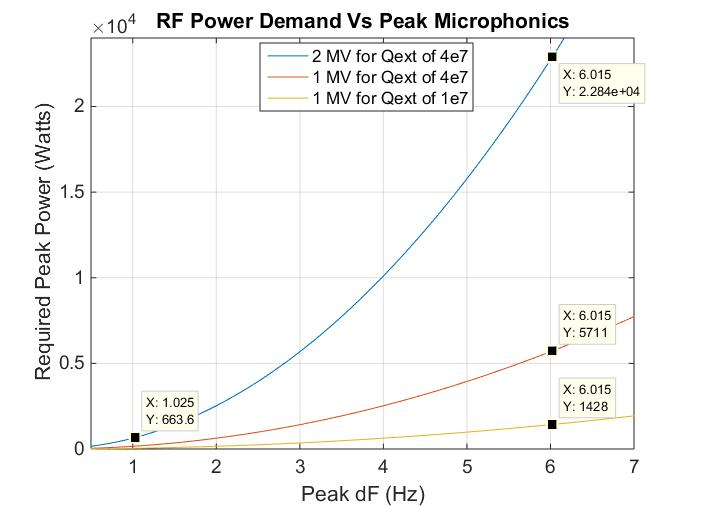 RF Power Demand Vs Peak Microphonics
×10^4
2 MV for Qext of 4e7
1 MV for Qext of 4e7
1 MV for Qext of 1e7
X: 6.015
Y: 2.284e+04
X: 6.015
Y: 5711
X: 6.015
Y: 1428
X: 1.025
Y: 663.6
Required Peak Power (Watts)
2
1.5
1
0.5
0
1 2 3 4 5 6 7
Peak dF (Hz)